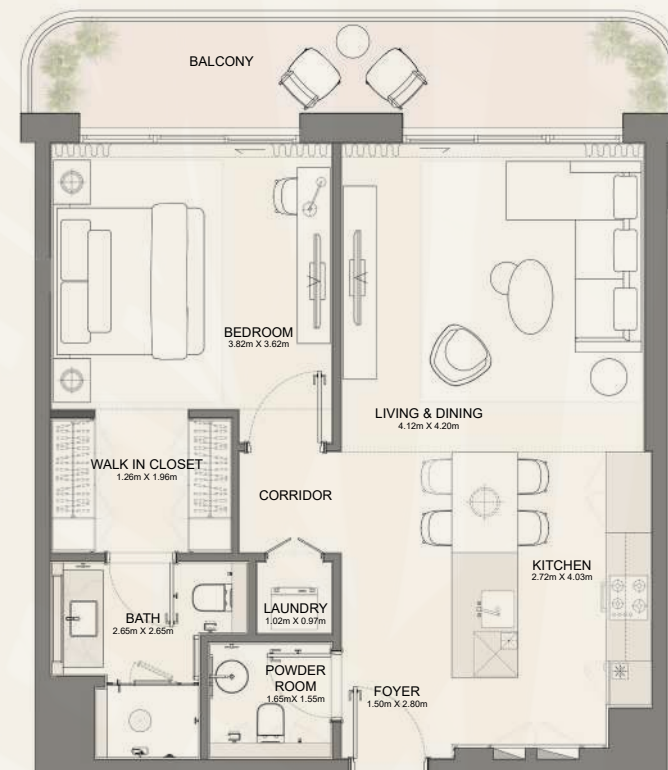 BALCONY
BEDROOM
3.82m X 3.62m
LIVING & DINING
4.12m X 4.20m
WALK IN CLOSET
1.26m X 1.96m
CORRIDOR
KITCHEN
2.72m X 4.03m
BATH
2.65m X 2.65m
LAUNDRY
1.02m X 0.97m
POWDER
ROOM
1.65mX 1.55m
FOYER
1.50m X 2.80m